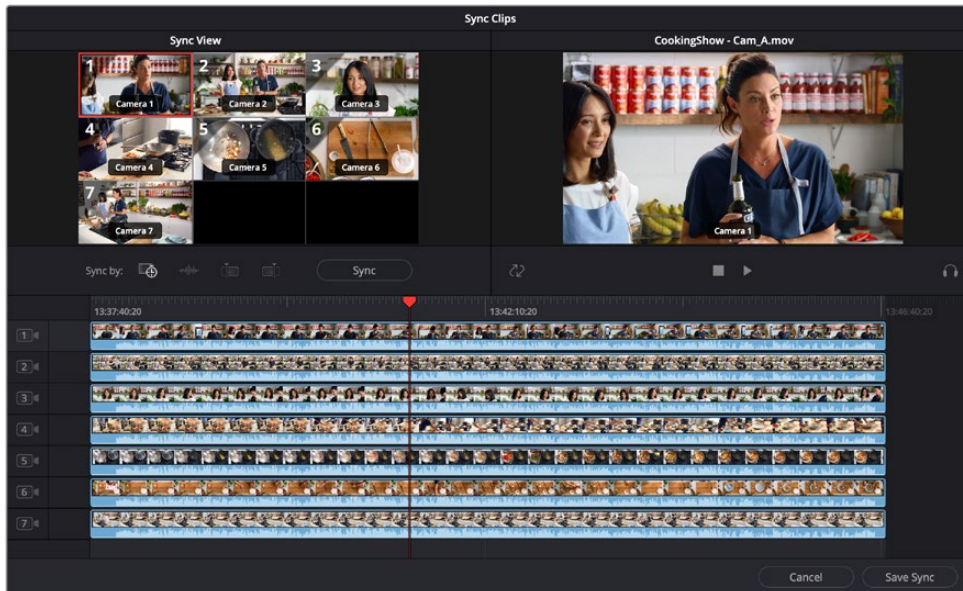 Sync Clips
Sync View
CookingShow - Cam_A.mov
1
Camera 1
2
Camera 2
3
Camera 3
4
Camera 4
5
Camera 5
6
Camera 6
7
Camera 7
Camera 1
Sync by:
Sync
13:37:40:20
13:42:10:20
13:46:40:20
1
2
3
4
5
6
7
Cancel
Save Sync